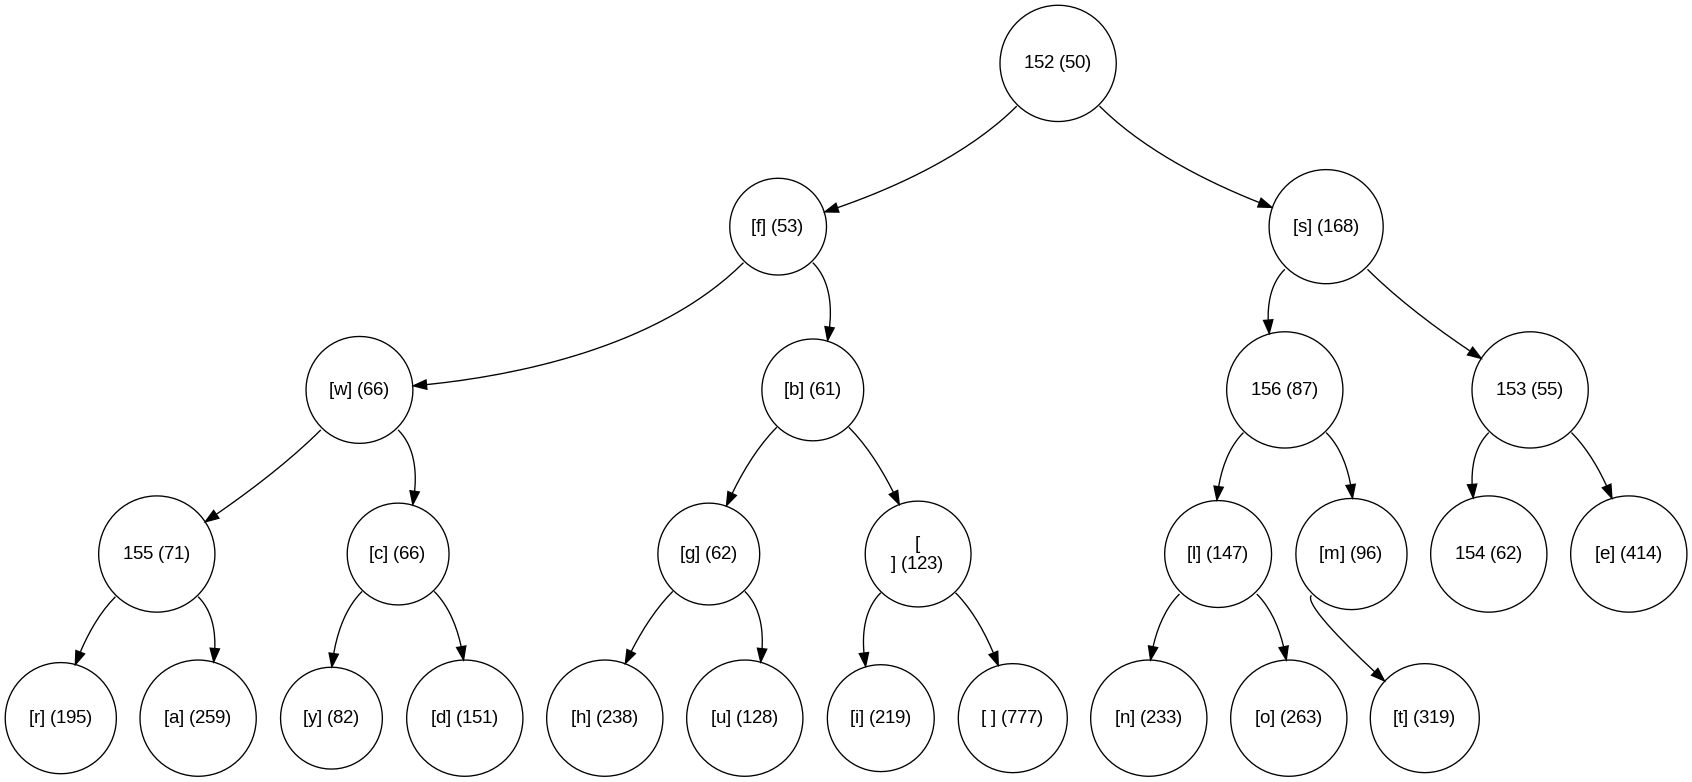 152 (50)
[f] (53)
[s] (168)
[w] (66)
[b] (61)
156 (87)
153 (55)
155 (71)
[c] (66)
[g] (62)
[
] (123)
[l] (147)
[m] (96)
154 (62)
[e] (414)
[r] (195)
[a] (259)
[y] (82)
[d] (151)
[h] (238)
[u] (128)
[i] (219)
[ ] (777)
[n] (233)
[o] (263)
[t] (319)